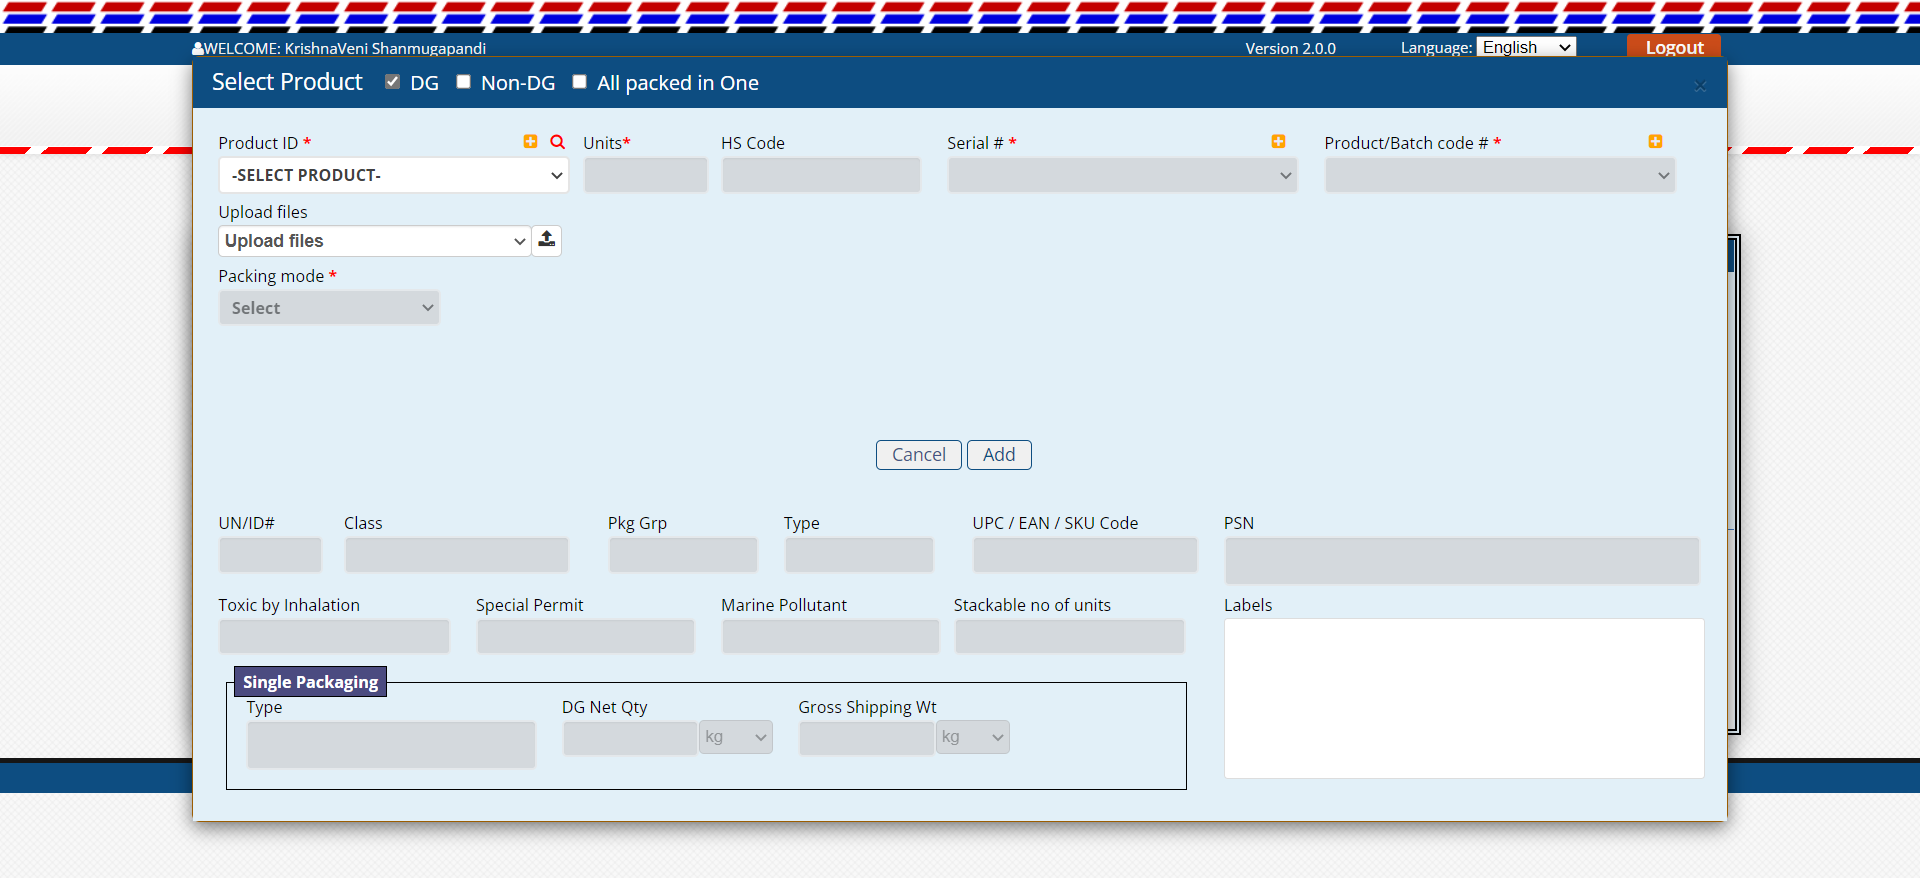 WELCOME: KrishnaVeni Shanmugapandi Version 2.0.0 Language: English Logout
Select Product DG Non-DG All packed in One ×
Product ID * Units* HS Code Serial # * Product/Batch code # *
-SELECT PRODUCT-
Upload files
Upload files
Packing mode *
Select
Cancel Add
UN/ID# Class Pkg Grp Type UPC / EAN / SKU Code PSN
Toxic by Inhalation Special Permit Marine Pollutant Stackable no of units Labels
Single Packaging
Type DG Net Qty Gross Shipping Wt
kg kg